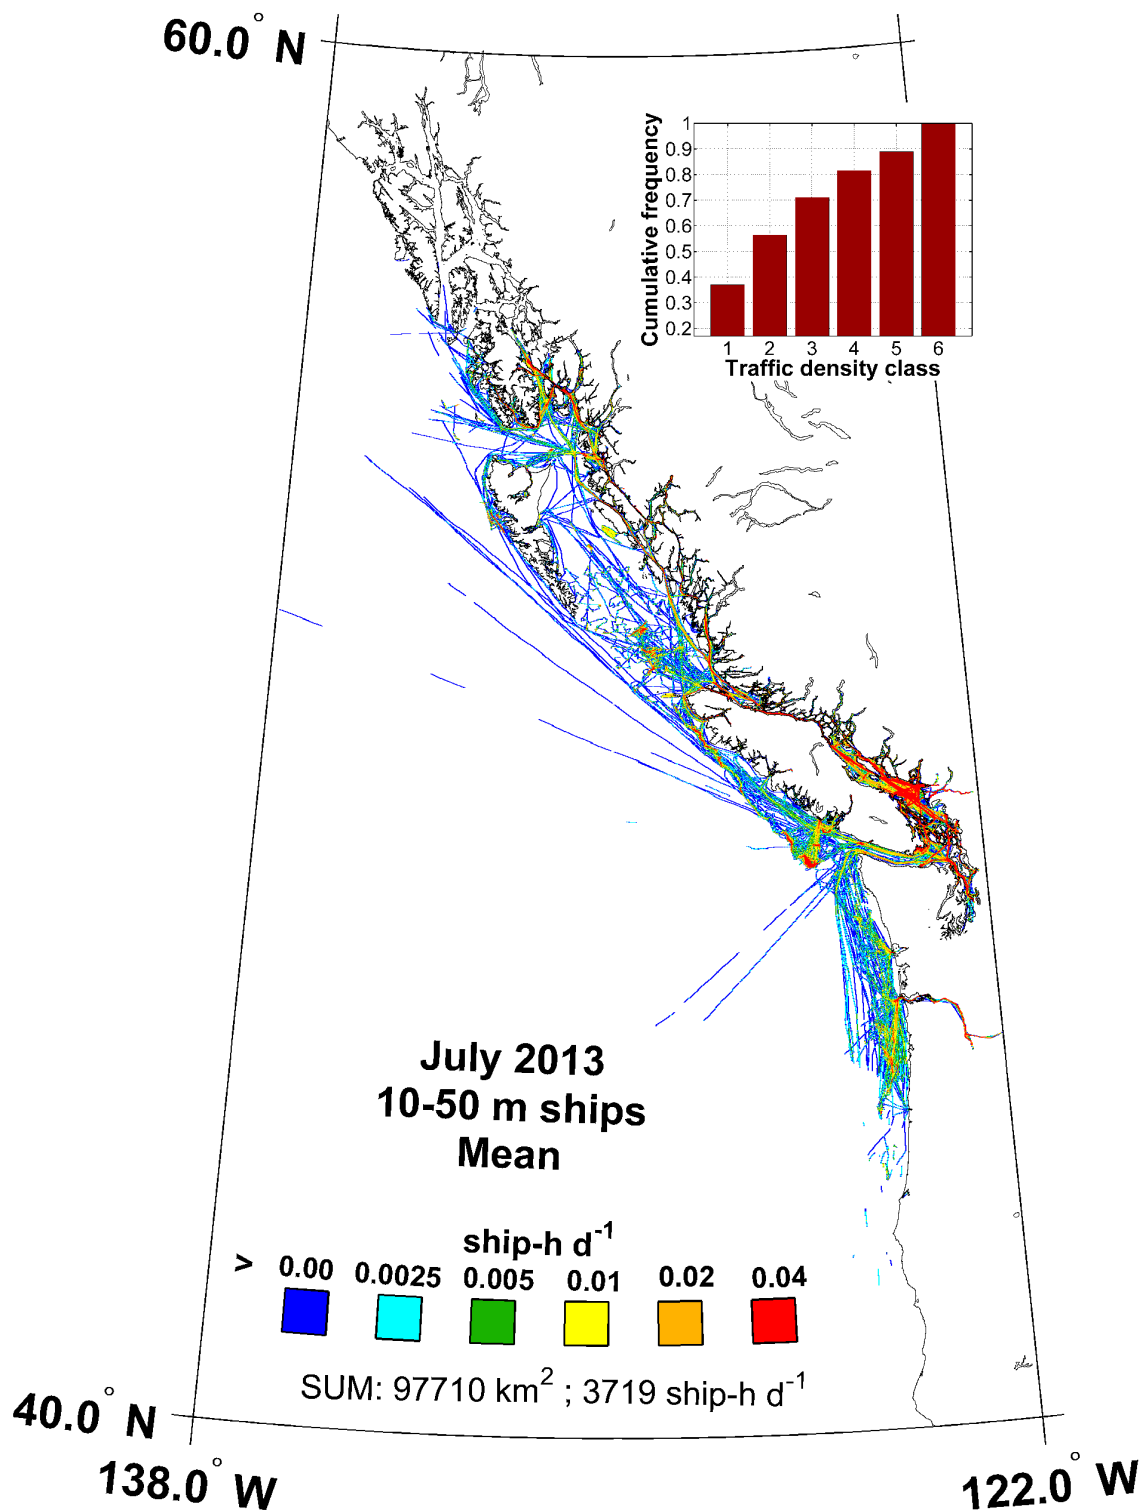 60.0° N
Cumulative frequency
1
0.9
0.8
0.7
0.6
0.5
0.4
0.3
0.2
1 2 3 4 5 6
Traffic density class
July 2013
10-50 m ships
Mean
ship-h d⁻¹
> 0.00 0.0025 0.005 0.01 0.02 0.04
SUM: 97710 km² ; 3719 ship-h d⁻¹
40.0° N
138.0° W
122.0° W